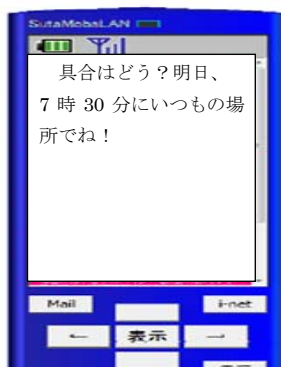 SutaMobaLAN
具合はどう？明日、
7 時 30 分にいつもの場
所でね！
Mail
i-net
←
表示
→